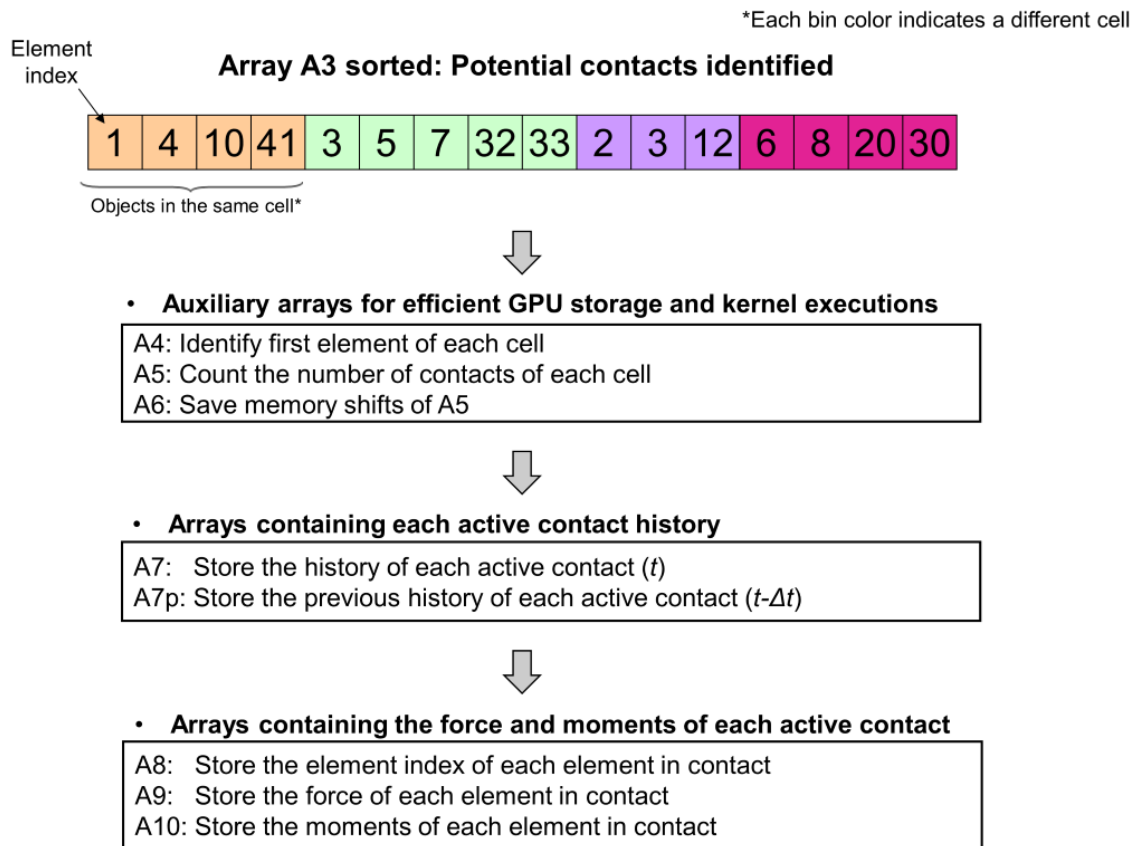 *Each bin color indicates a different cell
Element
index
Array A3 sorted: Potential contacts identified
1 4 10 41 3 5 7 32 33 2 3 12 6 8 20 30
Objects in the same cell*
• Auxiliary arrays for efficient GPU storage and kernel executions
A4: Identify first element of each cell
A5: Count the number of contacts of each cell
A6: Save memory shifts of A5
• Arrays containing each active contact history
A7: Store the history of each active contact (t)
A7p: Store the previous history of each active contact (t-Δt)
• Arrays containing the force and moments of each active contact
A8: Store the element index of each element in contact
A9: Store the force of each element in contact
A10: Store the moments of each element in contact